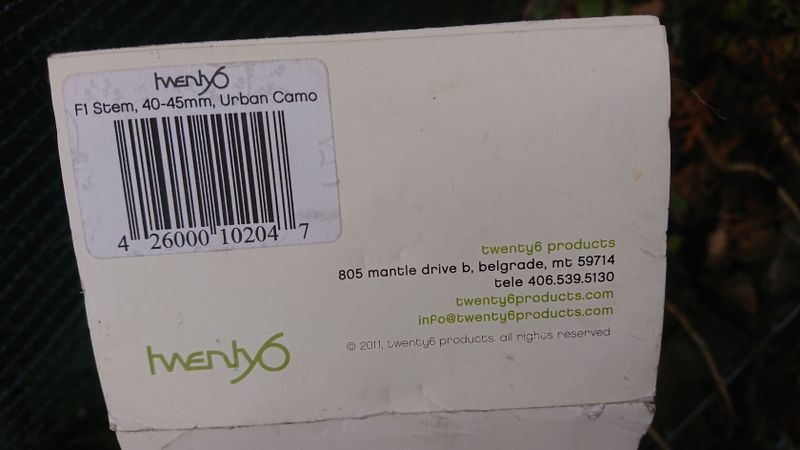 twenty6
F1 Stem, 40-45mm, Urban Camo
4 26000 10204 7
twenty6 products
805 mantle drive b, belgrade, mt 59714
tele 406.539.5130
twenty6products.com
info@twenty6products.com
© 2011, twenty6 products. all rights reserved
twenty6